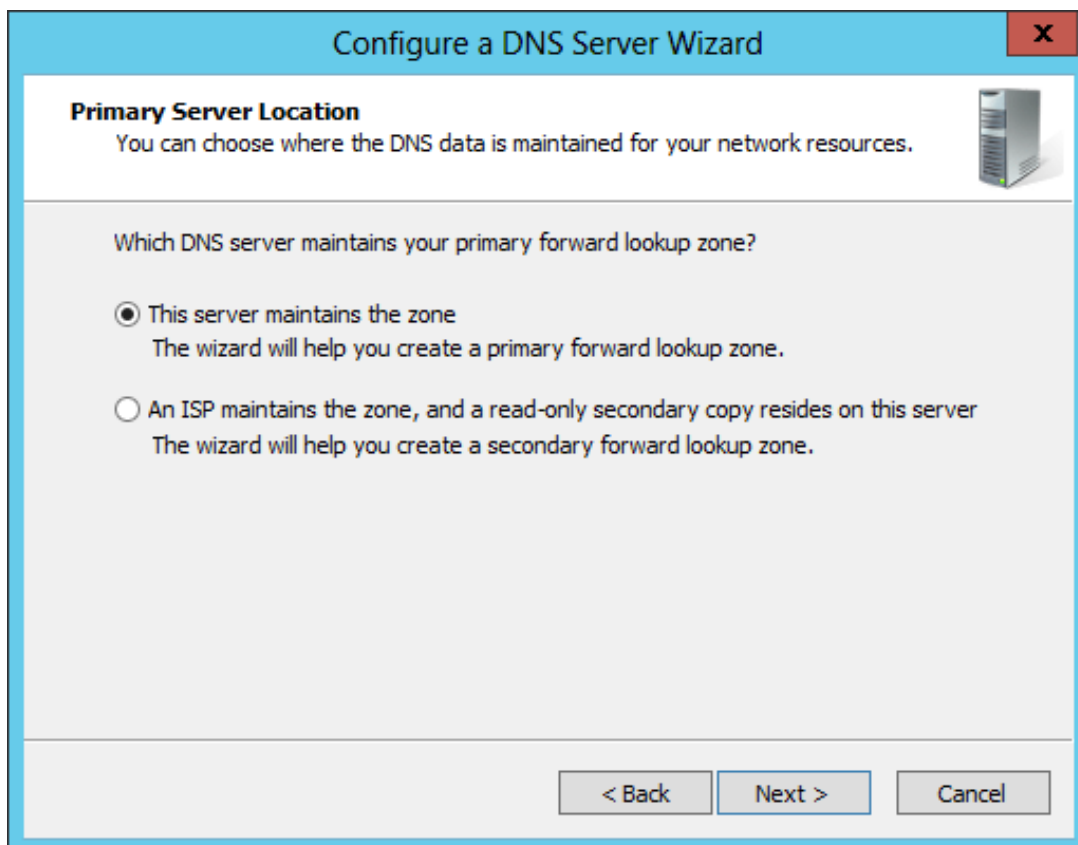 Configure a DNS Server Wizard
x
Primary Server Location
You can choose where the DNS data is maintained for your network resources.
Which DNS server maintains your primary forward lookup zone?
This server maintains the zone
The wizard will help you create a primary forward lookup zone.
An ISP maintains the zone, and a read-only secondary copy resides on this server
The wizard will help you create a secondary forward lookup zone.
< Back Next > Cancel